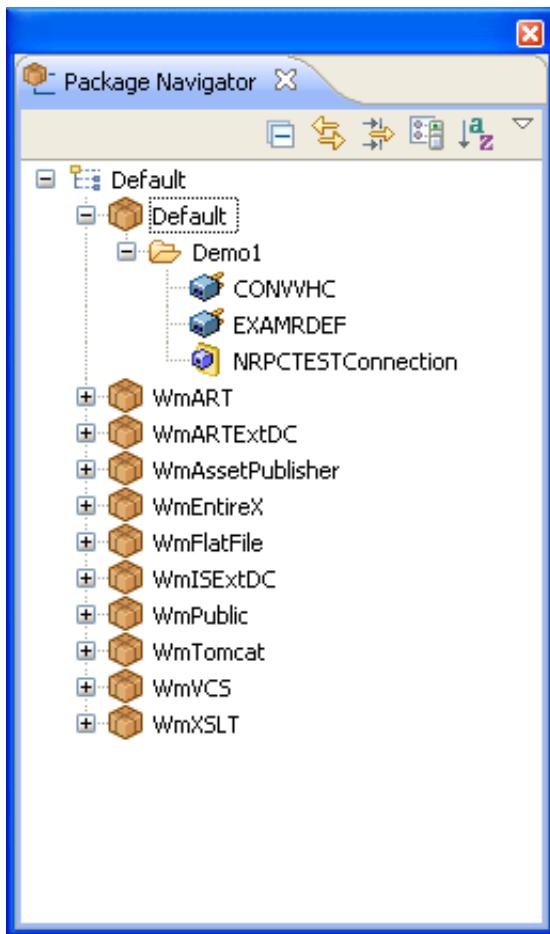 Package Navigator
a
z
Default
Default
Demo1
CONVVHC
EXAMRDEF
NRPCTESTConnection
WmART
WmARTExtDC
WmAssetPublisher
WmEntireX
WmFlatFile
WmISExtDC
WmPublic
WmTomcat
WmVCS
WmXSLT